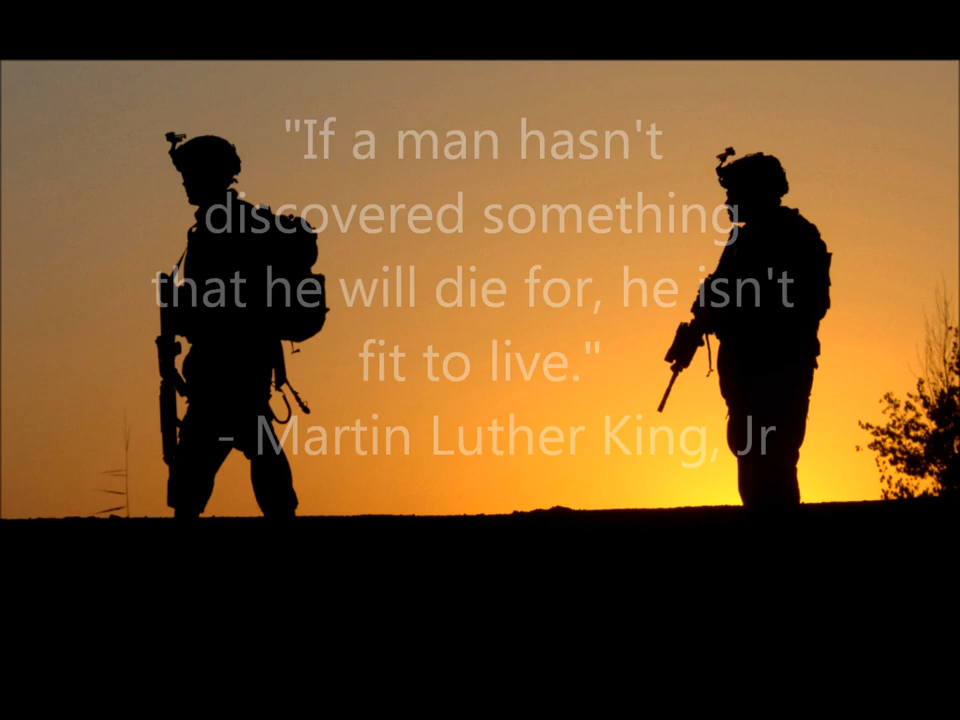 "If a man hasn't
discovered something
that he will die for, he isn't
fit to live."
- Martin Luther King, Jr